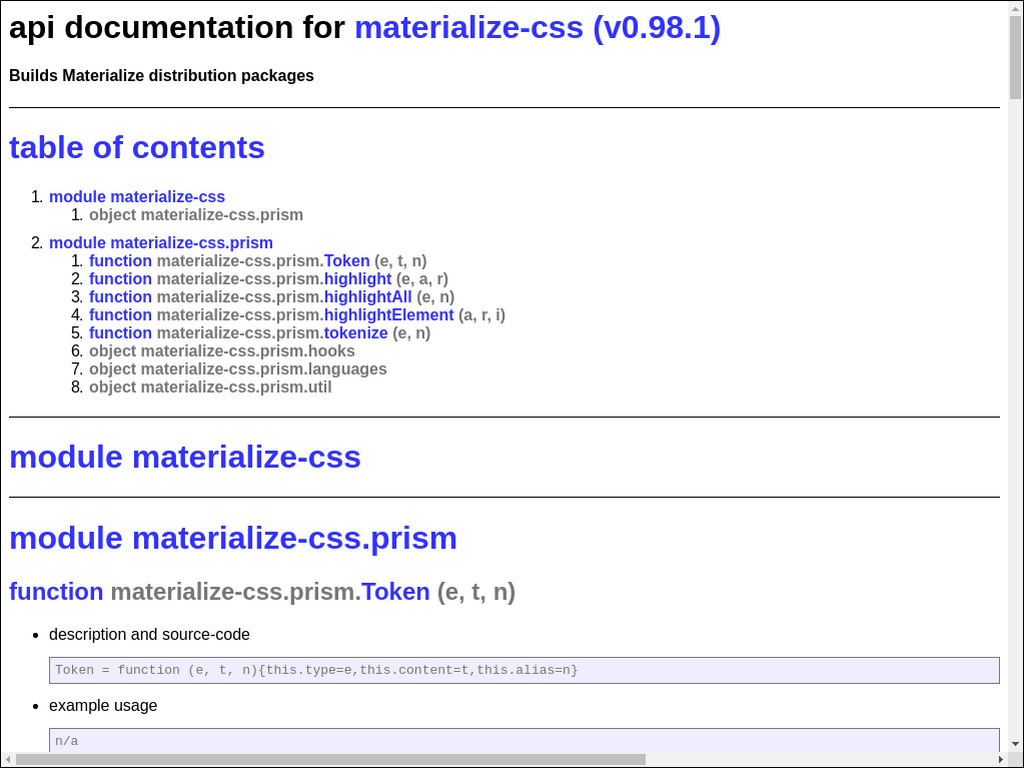 api documentation for materialize-css (v0.98.1)
Builds Materialize distribution packages
table of contents
1. module materialize-css
1. object materialize-css.prism
2. module materialize-css.prism
1. function materialize-css.prism.Token (e, t, n)
2. function materialize-css.prism.highlight (e, a, r)
3. function materialize-css.prism.highlightAll (e, n)
4. function materialize-css.prism.highlightElement (a, r, i)
5. function materialize-css.prism.tokenize (e, n)
6. object materialize-css.prism.hooks
7. object materialize-css.prism.languages
8. object materialize-css.prism.util
module materialize-css
module materialize-css.prism
function materialize-css.prism.Token (e, t, n)
• description and source-code
Token = function (e, t, n){this.type=e,this.content=t,this.alias=n}
• example usage
n/a